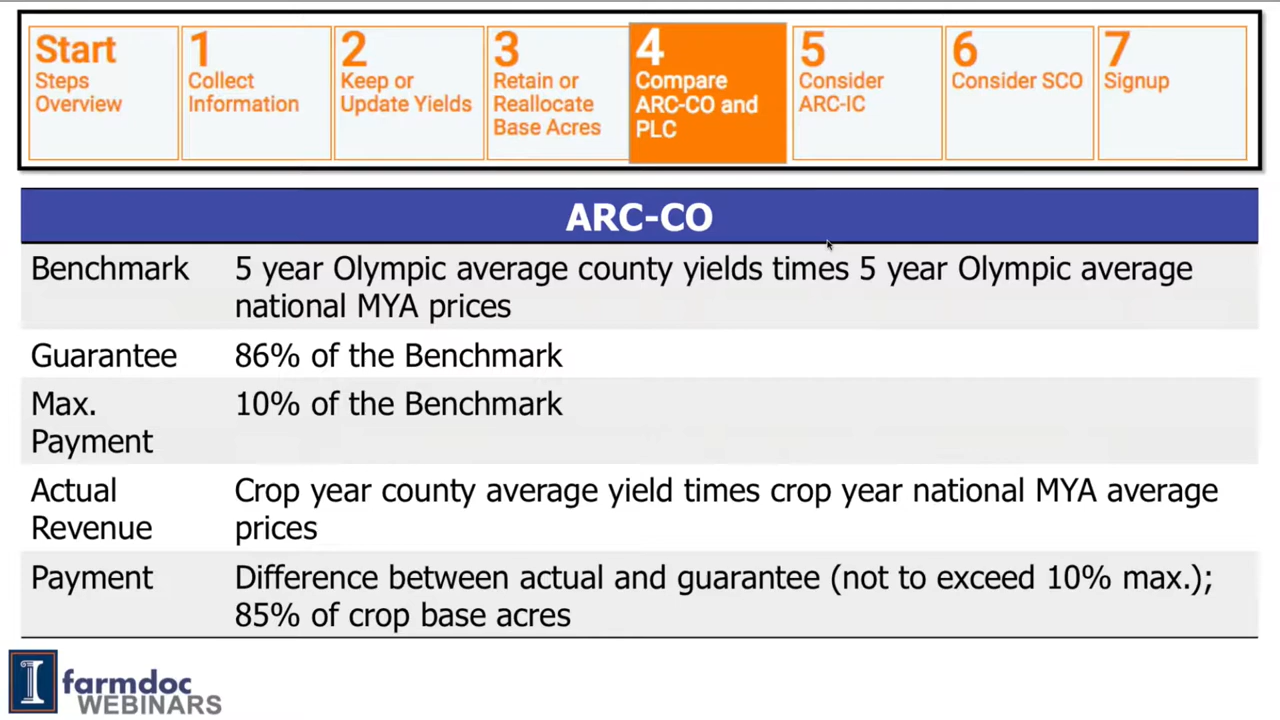 Start
Steps
Overview
1
Collect
Information
2
Keep or
Update Yields
3
Retain or
Reallocate
Base Acres
4
Compare
ARC-CO and
PLC
5
Consider
ARC-IC
6
Consider SCO
7
Signup
ARC-CO
Benchmark 5 year Olympic average county yields times 5 year Olympic average
national MYA prices
Guarantee 86% of the Benchmark
Max. 10% of the Benchmark
Payment
Actual Crop year county average yield times crop year national MYA average
Revenue prices
Payment Difference between actual and guarantee (not to exceed 10% max.);
85% of crop base acres
farmdoc
WEBINARS